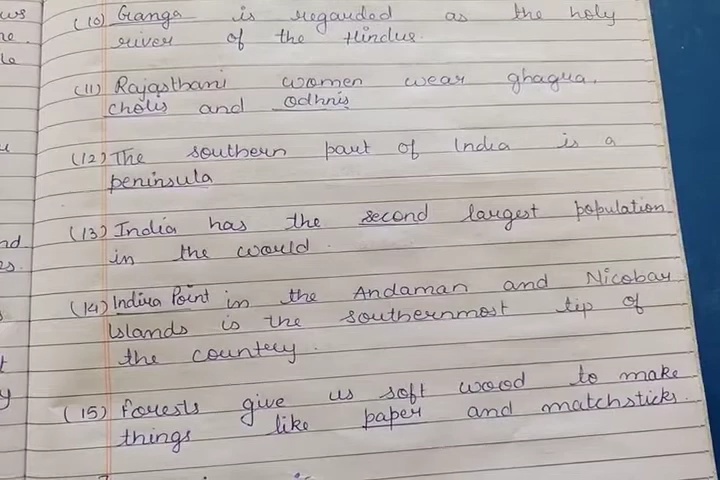 (10) Ganga is regarded as the holy
river of the Hindus.
(11) Rajasthani women wear ghagra,
cholis and odhnis
(12) The southern part of India is a
peninsula
(13) India has the second largest population
in the world.
(14) Indira Point in the Andaman and Nicobar
Islands is the southernmost tip of
the country.
(15) Forests give us soft wood to make
things like paper and matchsticks.